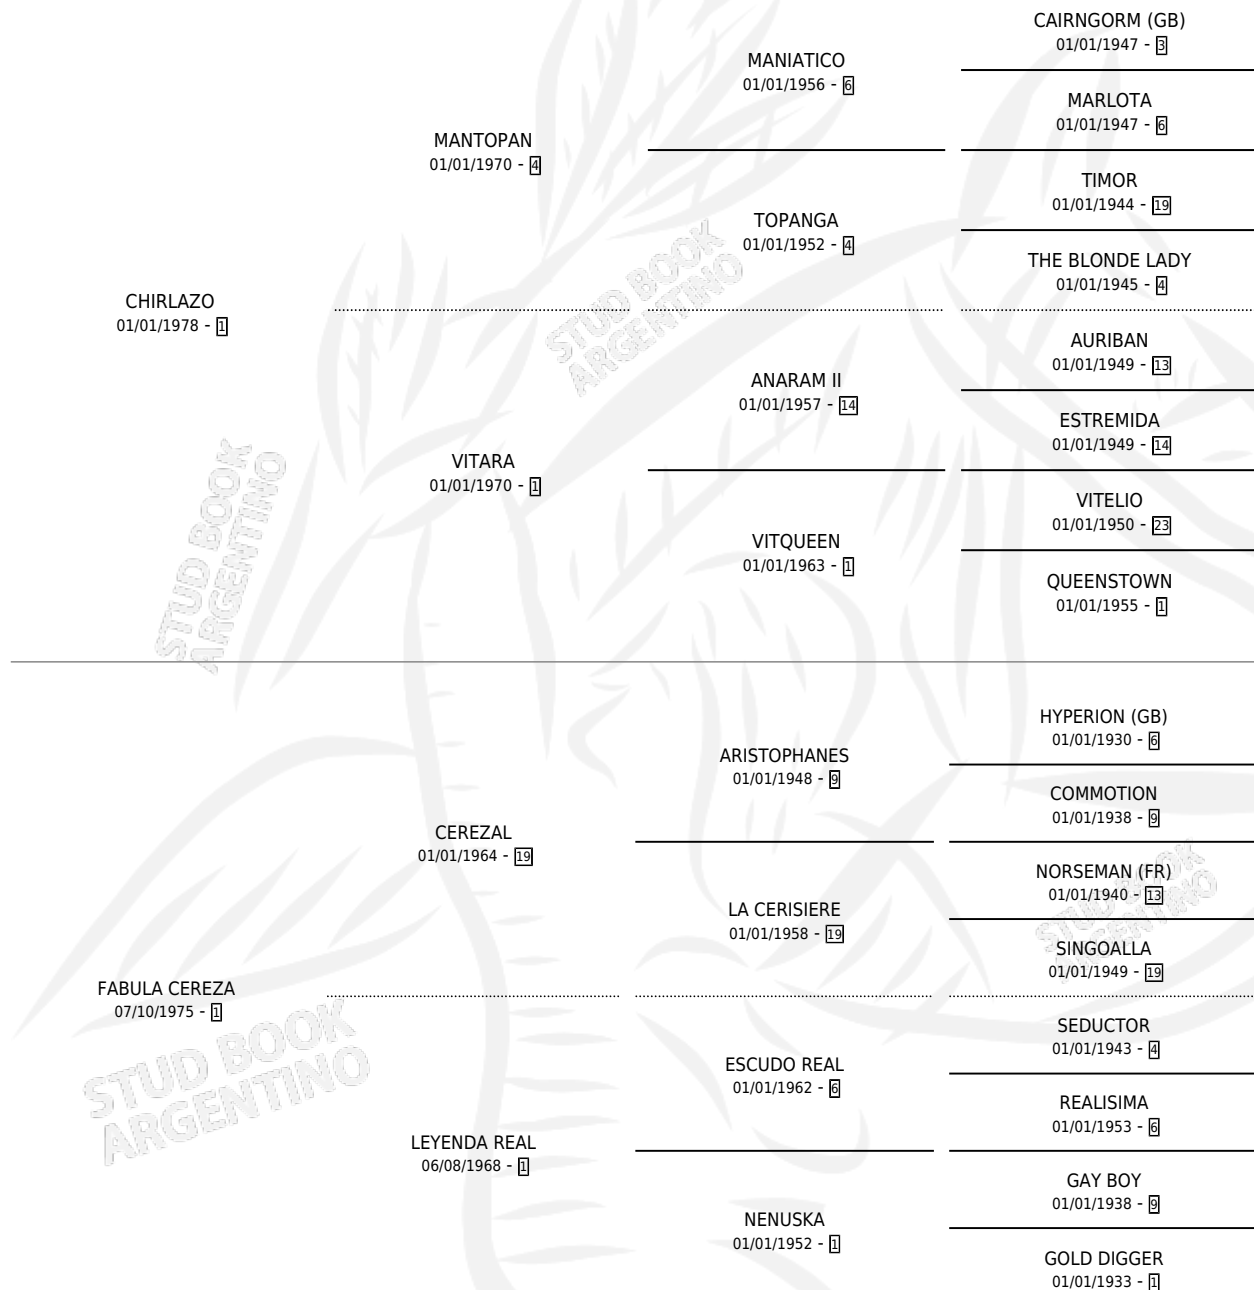 CAIRNGORM (GB)
01/01/1947 - 3
MANIATICO
01/01/1956 - 6
MARLOTA
01/01/1947 - 6
MANTOPAN
01/01/1970 - 4
TIMOR
01/01/1944 - 19
TOPANGA
01/01/1952 - 4
THE BLONDE LADY
01/01/1945 - 4
CHIRLAZO
01/01/1978 - 1
AURIBAN
01/01/1949 - 13
ANARAM II
01/01/1957 - 14
ESTREMIDA
01/01/1949 - 14
VITARA
01/01/1970 - 1
VITELIO
01/01/1950 - 23
VITQUEEN
01/01/1963 - 1
QUEENSTOWN
01/01/1955 - 1
HYPERION (GB)
01/01/1930 - 6
ARISTOPHANES
01/01/1948 - 9
COMMOTION
01/01/1938 - 9
CEREZAL
01/01/1964 - 19
NORSEMAN (FR)
01/01/1940 - 13
LA CERISIERE
01/01/1958 - 19
SINGOALLA
01/01/1949 - 19
FABULA CEREZA
07/10/1975 - 1
SEDUCTOR
01/01/1943 - 4
ESCUDO REAL
01/01/1962 - 6
REALISIMA
01/01/1953 - 6
LEYENDA REAL
06/08/1968 - 1
GAY BOY
01/01/1938 - 9
NENUSKA
01/01/1952 - 1
GOLD DIGGER
01/01/1933 - 1
STUD BOOK
ARGENTINO
STUD BOOK
ARGENTINO
STUD BOOK
ARGENTINO
STUD BOOK
ARGENTINO